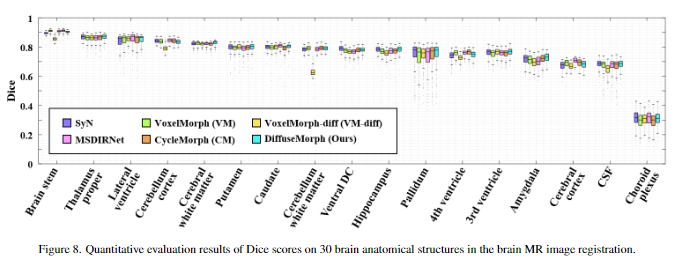 1
0.8
0.6
0.4
0.2
0
Dice
SyN
VoxelMorph (VM)
VoxelMorph-diff (VM-diff)
MSDIRNet
CycleMorph (CM)
DiffuseMorph (Ours)
Brain stem
Thalamus
proper
Lateral
ventricle
Cerebellum
cortex
Cerebral
white matter
Putamen
Caudate
Cerebellum
white matter
Ventral DC
Hippocampus
Pallidum
4th ventricle
3rd ventricle
Amygdala
Cerebral
cortex
CSF
Choroid
plexus
Figure 8. Quantitative evaluation results of Dice scores on 30 brain anatomical structures in the brain MR image registration.